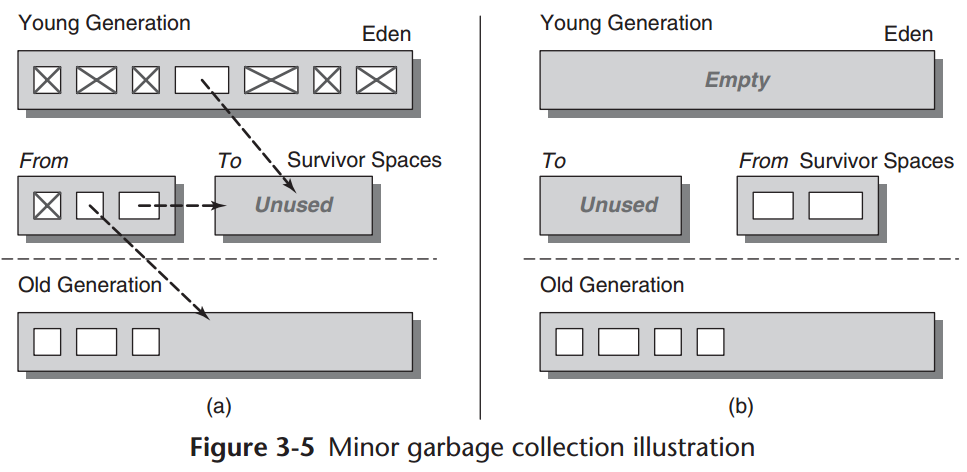 Young Generation
Eden
From
To
Survivor Spaces
Unused
Old Generation
(a)
Young Generation
Eden
Empty
To
From
Survivor Spaces
Unused
Old Generation
(b)
Figure 3-5 Minor garbage collection illustration